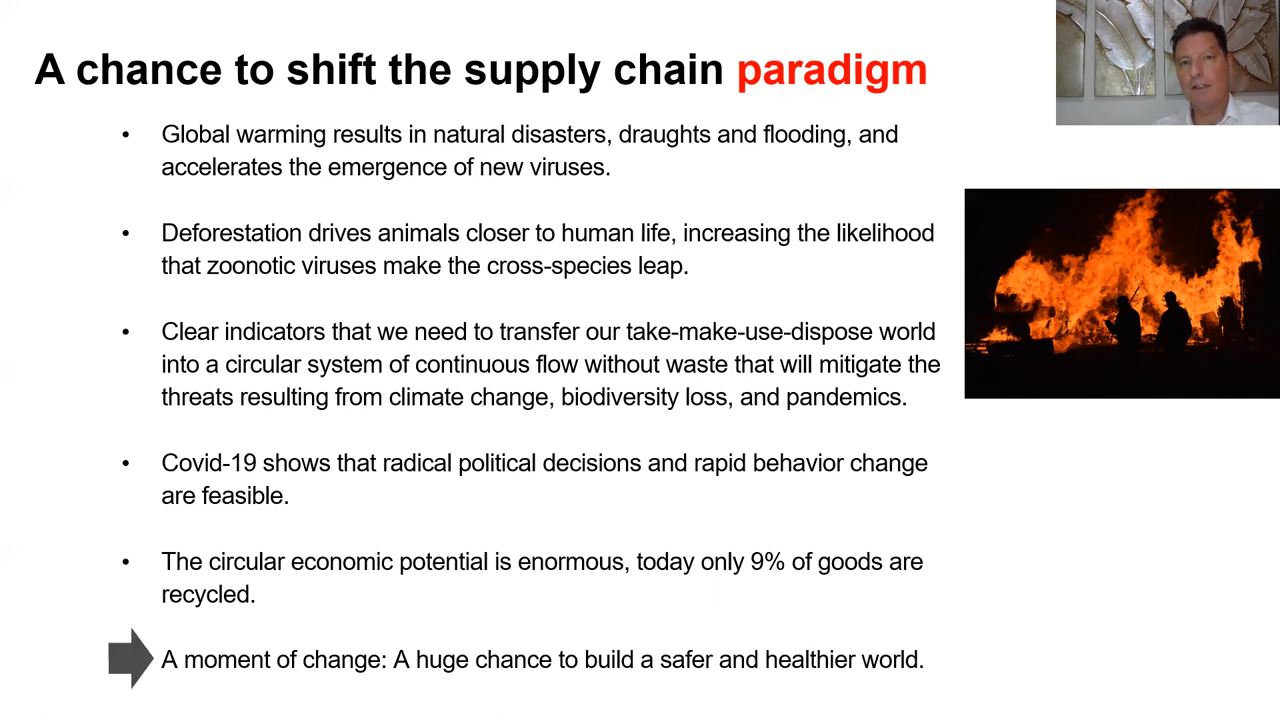 A chance to shift the supply chain paradigm
• Global warming results in natural disasters, draughts and flooding, and
accelerates the emergence of new viruses.
• Deforestation drives animals closer to human life, increasing the likelihood
that zoonotic viruses make the cross-species leap.
• Clear indicators that we need to transfer our take-make-use-dispose world
into a circular system of continuous flow without waste that will mitigate the
threats resulting from climate change, biodiversity loss, and pandemics.
• Covid-19 shows that radical political decisions and rapid behavior change
are feasible.
• The circular economic potential is enormous, today only 9% of goods are
recycled.
A moment of change: A huge chance to build a safer and healthier world.